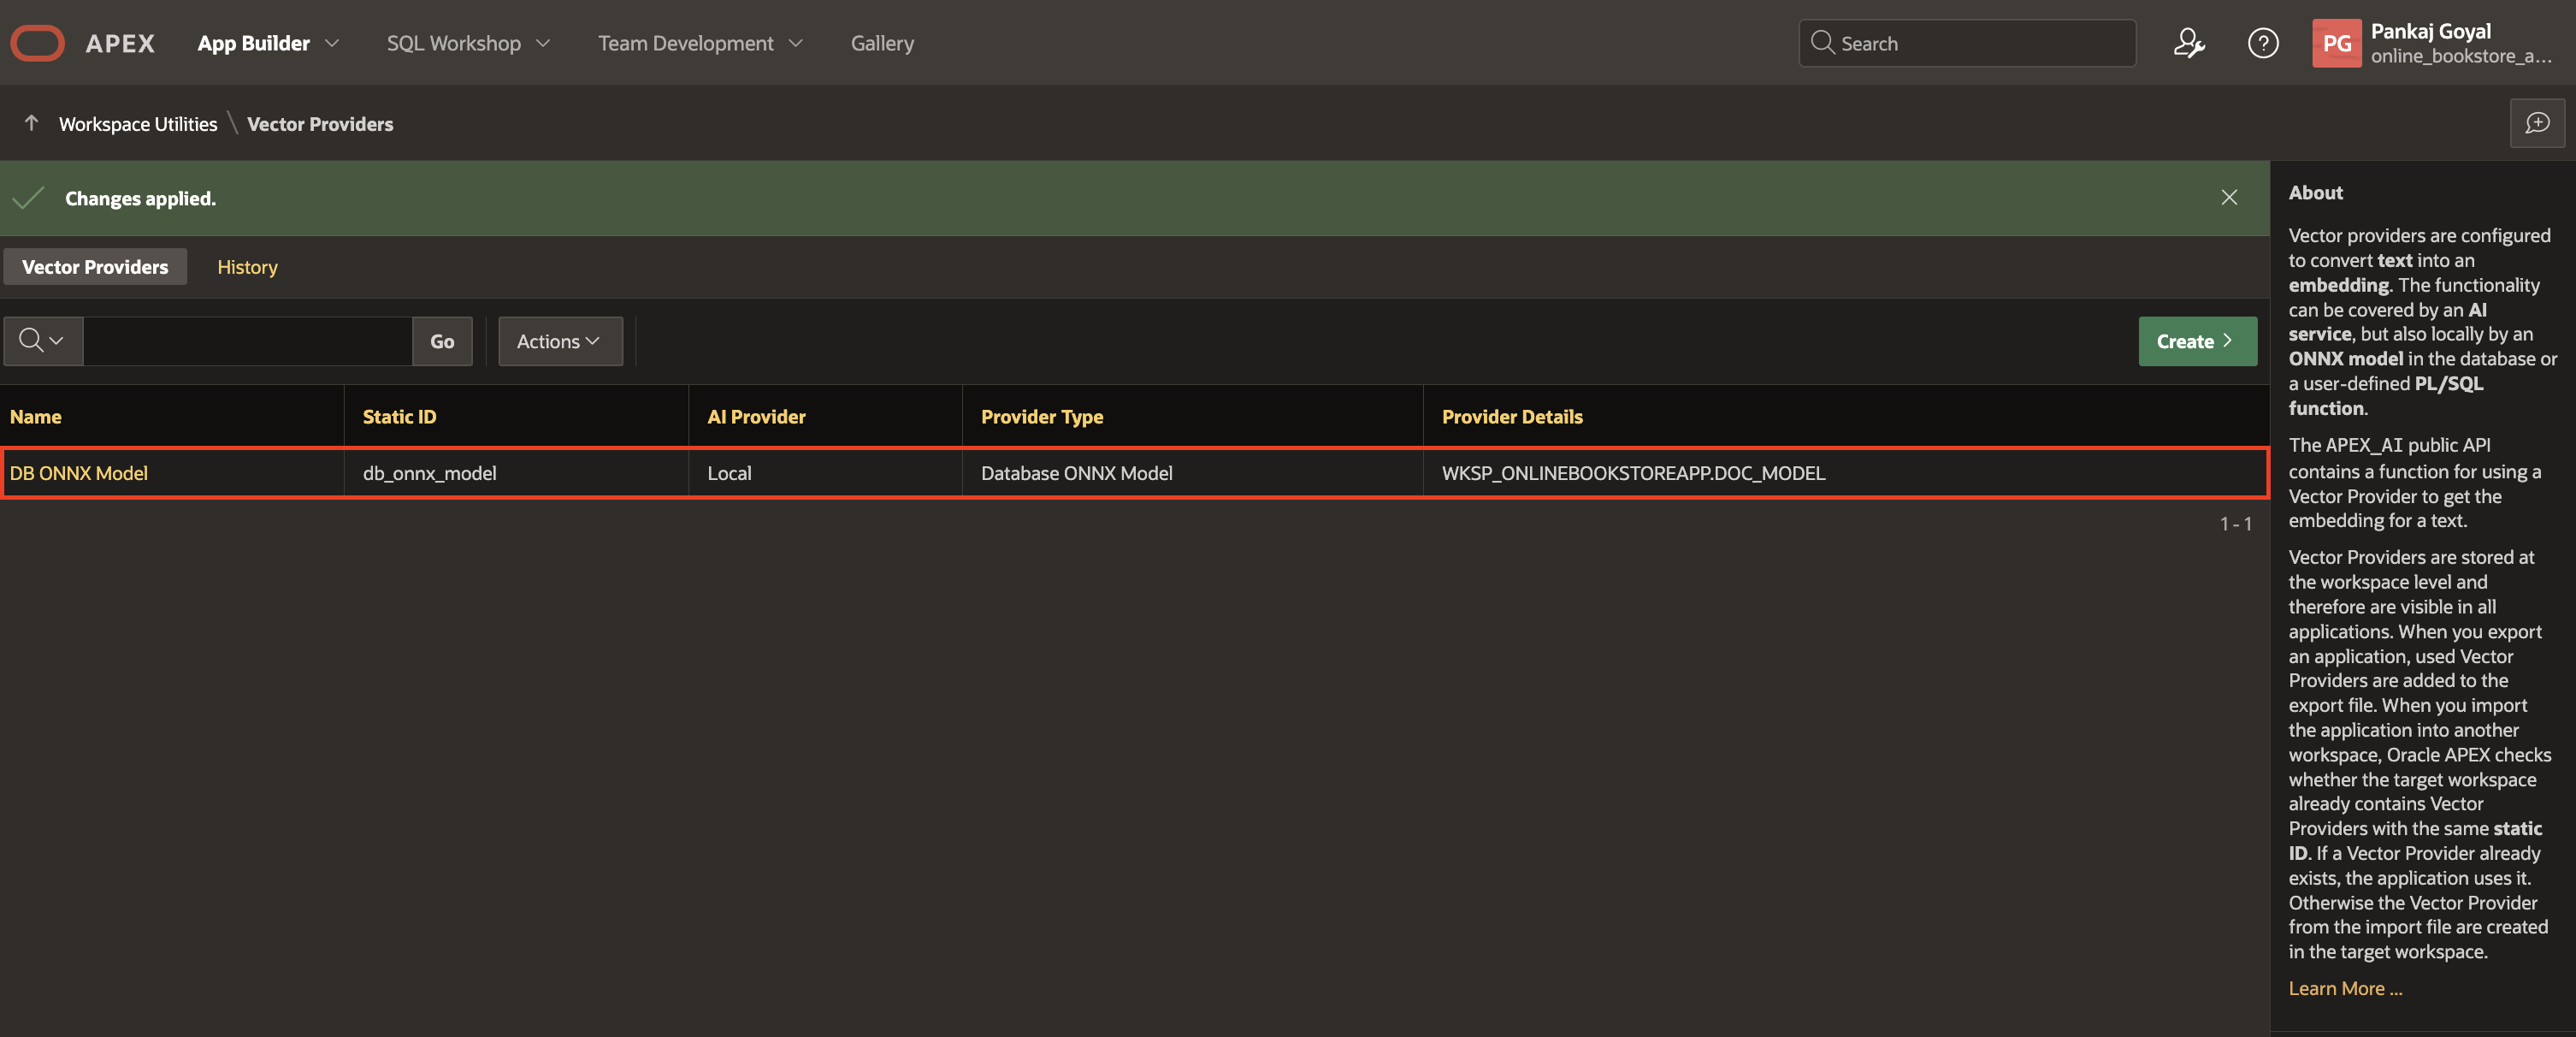 APEX App Builder SQL Workshop Team Development Gallery Search PG Pankaj Goyal
online_bookstore_a...
Workspace Utilities \ Vector Providers
Changes applied.
Vector Providers History
Go Actions Create
Name Static ID AI Provider Provider Type Provider Details
DB ONNX Model db_onnx_model Local Database ONNX Model WKSP_ONLINEBOOKSTOREAPP.DOC_MODEL
1 - 1
About
Vector providers are configured
to convert text into an
embedding. The functionality
can be covered by an AI
service, but also locally by an
ONNX model in the database or
a user-defined PL/SQL
function.
The APEX_AI public API
contains a function for using a
Vector Provider to get the
embedding for a text.
Vector Providers are stored at
the workspace level and
therefore are visible in all
applications. When you export
an application, used Vector
Providers are added to the
export file. When you import
the application into another
workspace, Oracle APEX checks
whether the target workspace
already contains Vector
Providers with the same static
ID. If a Vector Provider already
exists, the application uses it.
Otherwise the Vector Provider
from the import file are created
in the target workspace.
Learn More ...